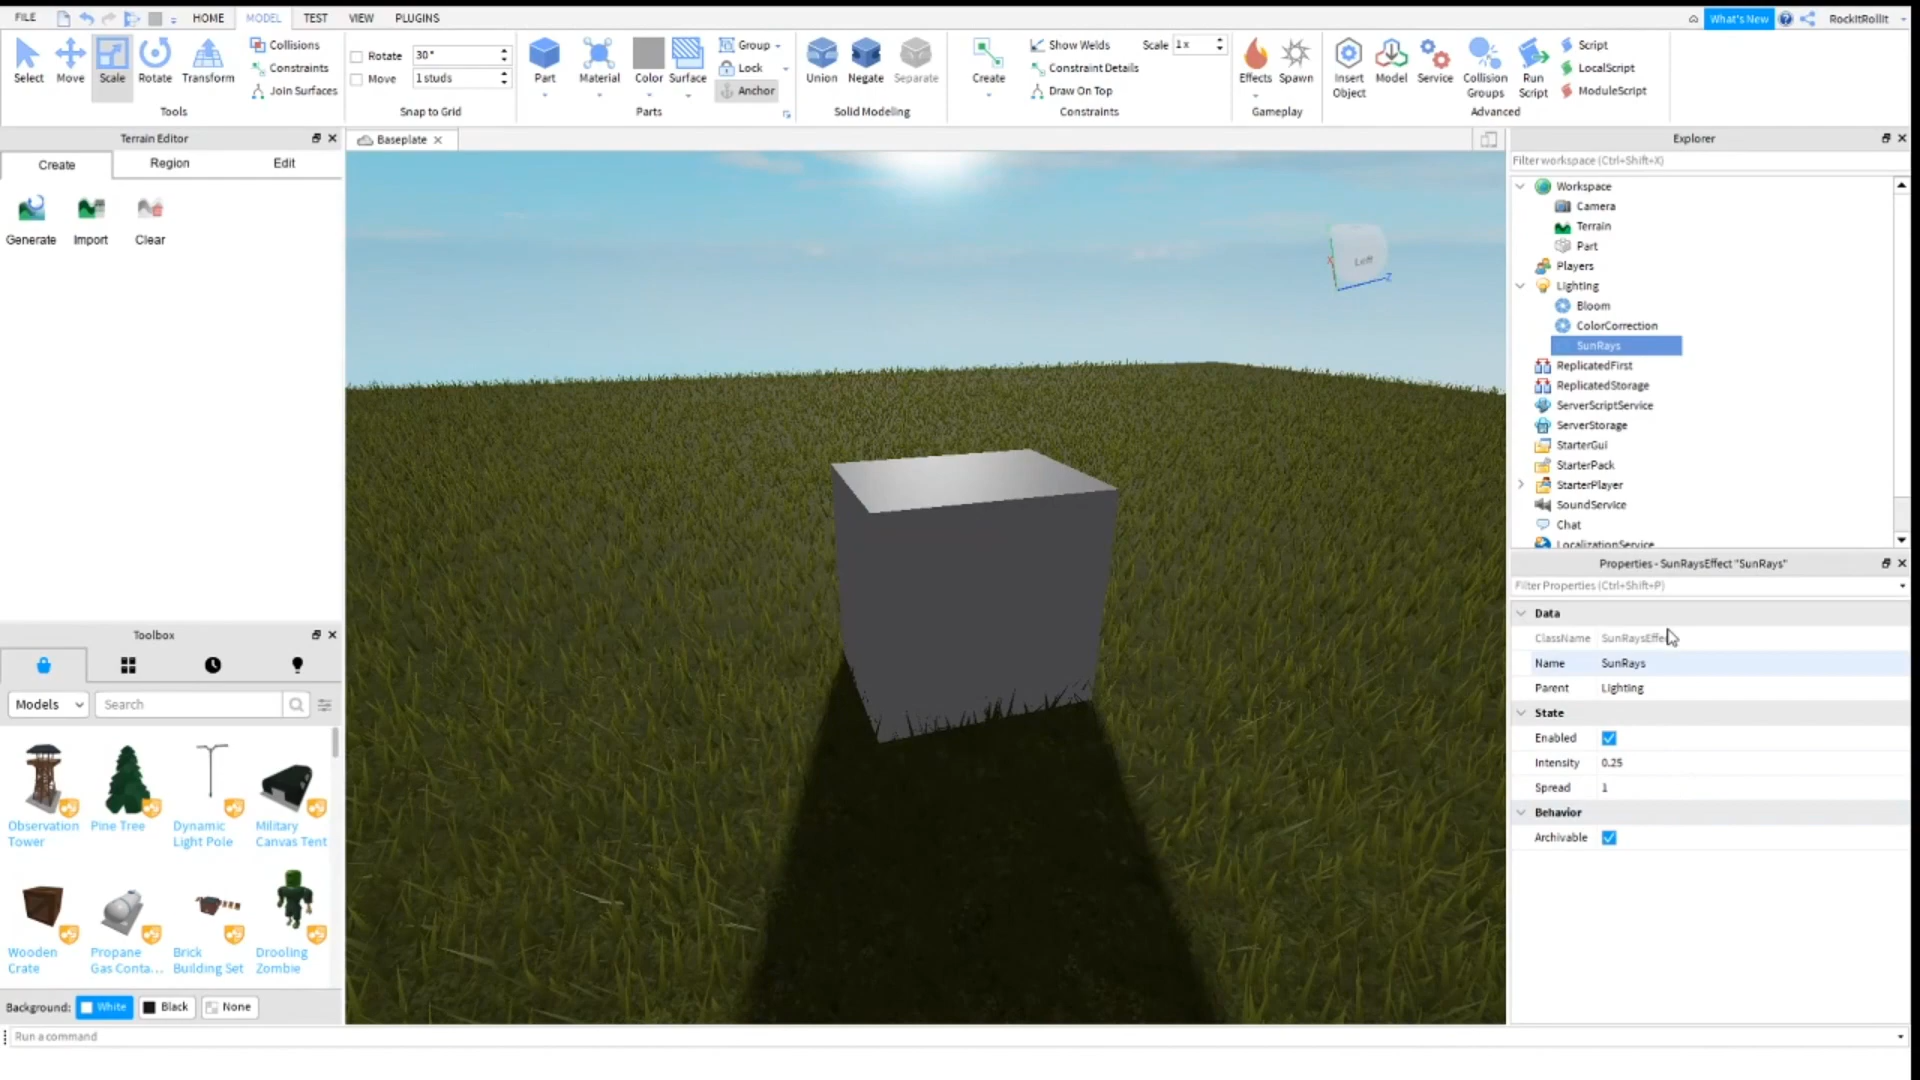 FILE HOME MODEL TEST VIEW PLUGINS What's New RockItRollIt
Select Move Scale Rotate Transform
Collisions
Constraints
Join Surfaces
Tools
Rotate 30°
Move 1 studs
Snap to Grid
Part Material Color Surface
Group
Lock
Anchor
Parts
Union Negate Separate
Solid Modeling
Create
Show Welds Scale 1x
Constraint Details
Draw On Top
Constraints
Effects Spawn
Gameplay
Insert Object
Model Service
Collision Groups
Run Script
Script
LocalScript
ModuleScript
Advanced
Terrain Editor
Create Region Edit
Generate Import Clear
Baseplate
Left
X
Z
Explorer
Filter workspace (Ctrl+Shift+X)
Workspace
Camera
Terrain
Part
Players
Lighting
Bloom
ColorCorrection
SunRays
ReplicatedFirst
ReplicatedStorage
ServerScriptService
ServerStorage
StarterGui
StarterPack
StarterPlayer
SoundService
Chat
LocalizationService
Properties - SunRaysEffect "SunRays"
Filter Properties (Ctrl+Shift+P)
Data
ClassName SunRaysEffe
Name SunRays
Parent Lighting
State
Enabled
Intensity 0.25
Spread 1
Behavior
Archivable
Toolbox
Models Search
Observation Tower
Pine Tree
Dynamic Light Pole
Military Canvas Tent
Wooden Crate
Propane Gas Conta...
Brick Building Set
Drooling Zombie
Background: White Black None
Run a command